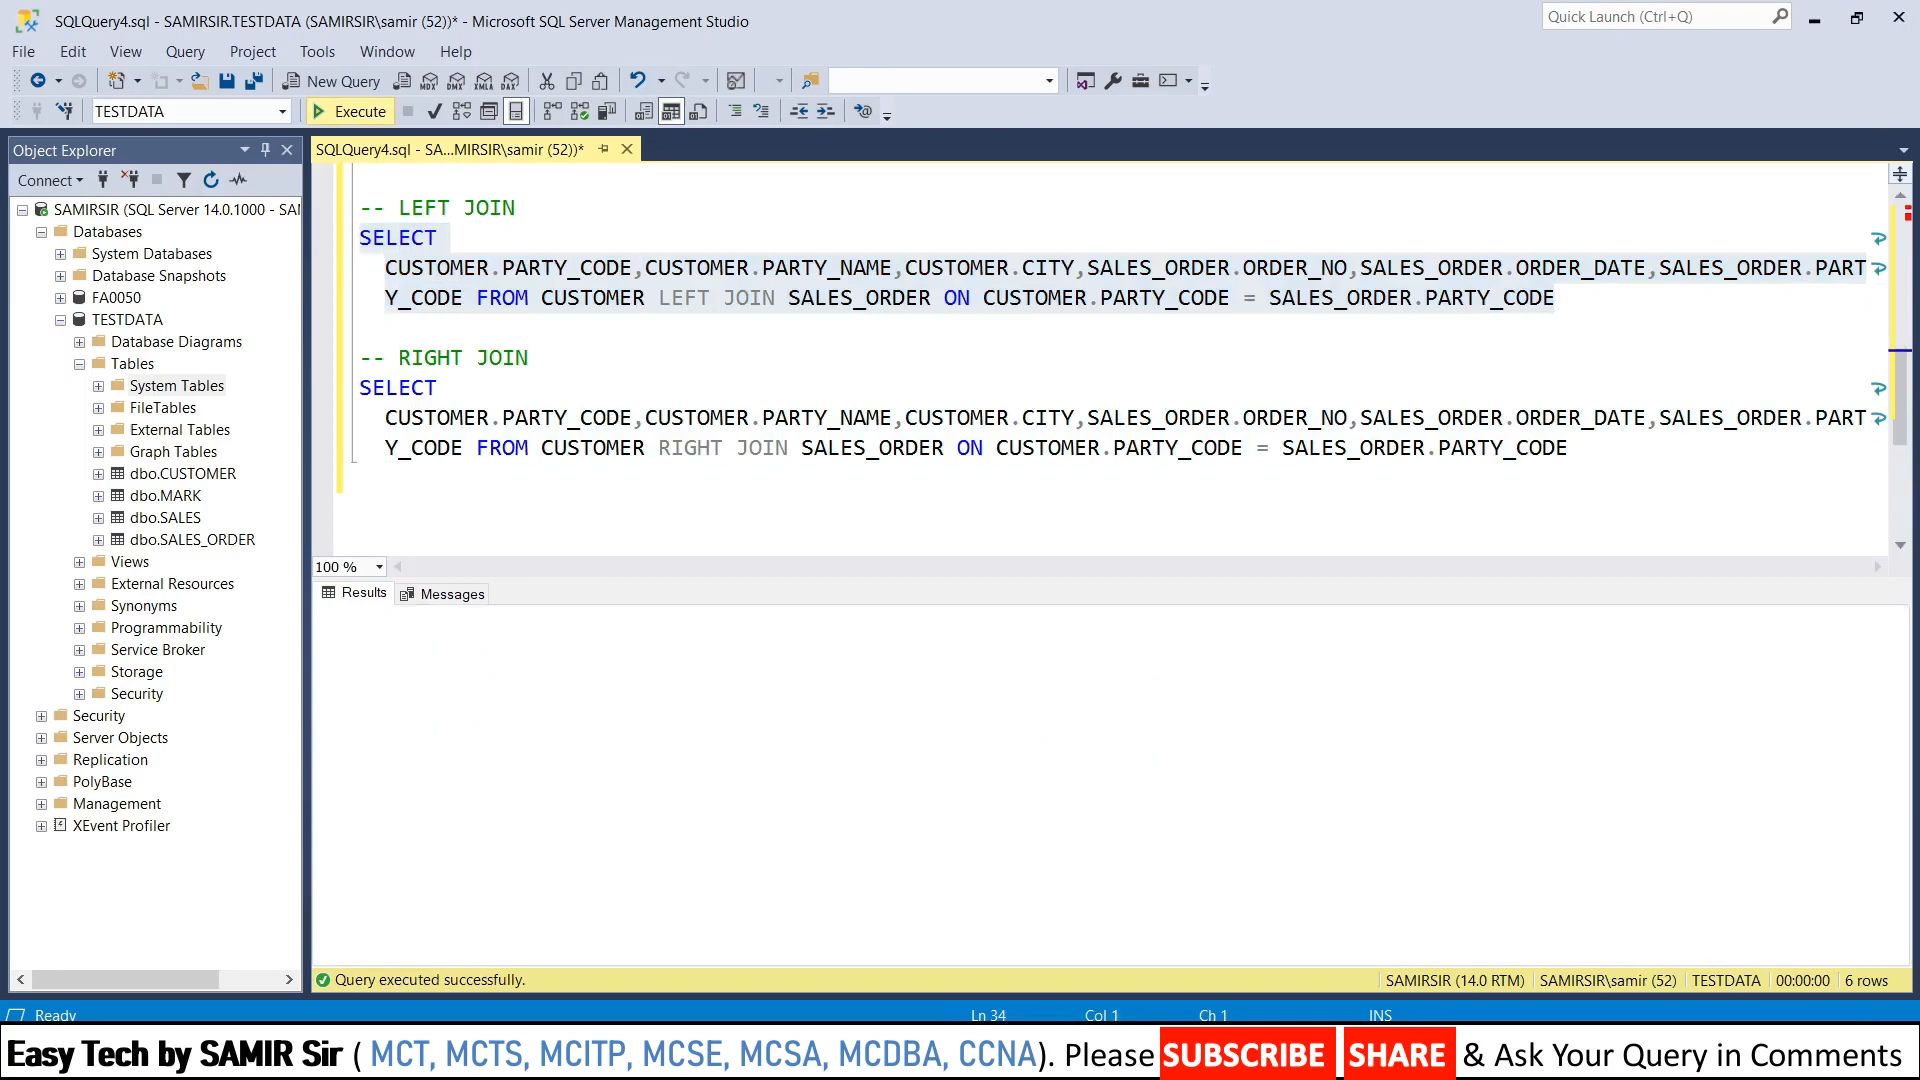 SQLQuery4.sql - SAMIRSIR.TESTDATA (SAMIRSIR\samir (52))* - Microsoft SQL Server Management Studio
Quick Launch (Ctrl+Q)
File Edit View Query Project Tools Window Help
New Query MDX DMX XMLA DAX
TESTDATA Execute
Object Explorer
SQLQuery4.sql - SA...MIRSIR\samir (52))*
Connect
SAMIRSIR (SQL Server 14.0.1000 - SAI
Databases
System Databases
Database Snapshots
FA0050
TESTDATA
Database Diagrams
Tables
System Tables
FileTables
External Tables
Graph Tables
dbo.CUSTOMER
dbo.MARK
dbo.SALES
dbo.SALES_ORDER
Views
External Resources
Synonyms
Programmability
Service Broker
Storage
Security
Security
Server Objects
Replication
PolyBase
Management
XEvent Profiler
-- LEFT JOIN
SELECT
CUSTOMER.PARTY_CODE,CUSTOMER.PARTY_NAME,CUSTOMER.CITY,SALES_ORDER.ORDER_NO,SALES_ORDER.ORDER_DATE,SALES_ORDER.PART
Y_CODE FROM CUSTOMER LEFT JOIN SALES_ORDER ON CUSTOMER.PARTY_CODE = SALES_ORDER.PARTY_CODE
-- RIGHT JOIN
SELECT
CUSTOMER.PARTY_CODE,CUSTOMER.PARTY_NAME,CUSTOMER.CITY,SALES_ORDER.ORDER_NO,SALES_ORDER.ORDER_DATE,SALES_ORDER.PART
Y_CODE FROM CUSTOMER RIGHT JOIN SALES_ORDER ON CUSTOMER.PARTY_CODE = SALES_ORDER.PARTY_CODE
100 %
Results Messages
Query executed successfully. SAMIRSIR (14.0 RTM) SAMIRSIR\samir (52) TESTDATA 00:00:00 6 rows
Ready Ln 34 Col 1 Ch 1 INS
Easy Tech by SAMIR Sir ( MCT, MCTS, MCITP, MCSE, MCSA, MCDBA, CCNA). Please SUBSCRIBE SHARE & Ask Your Query in Comments